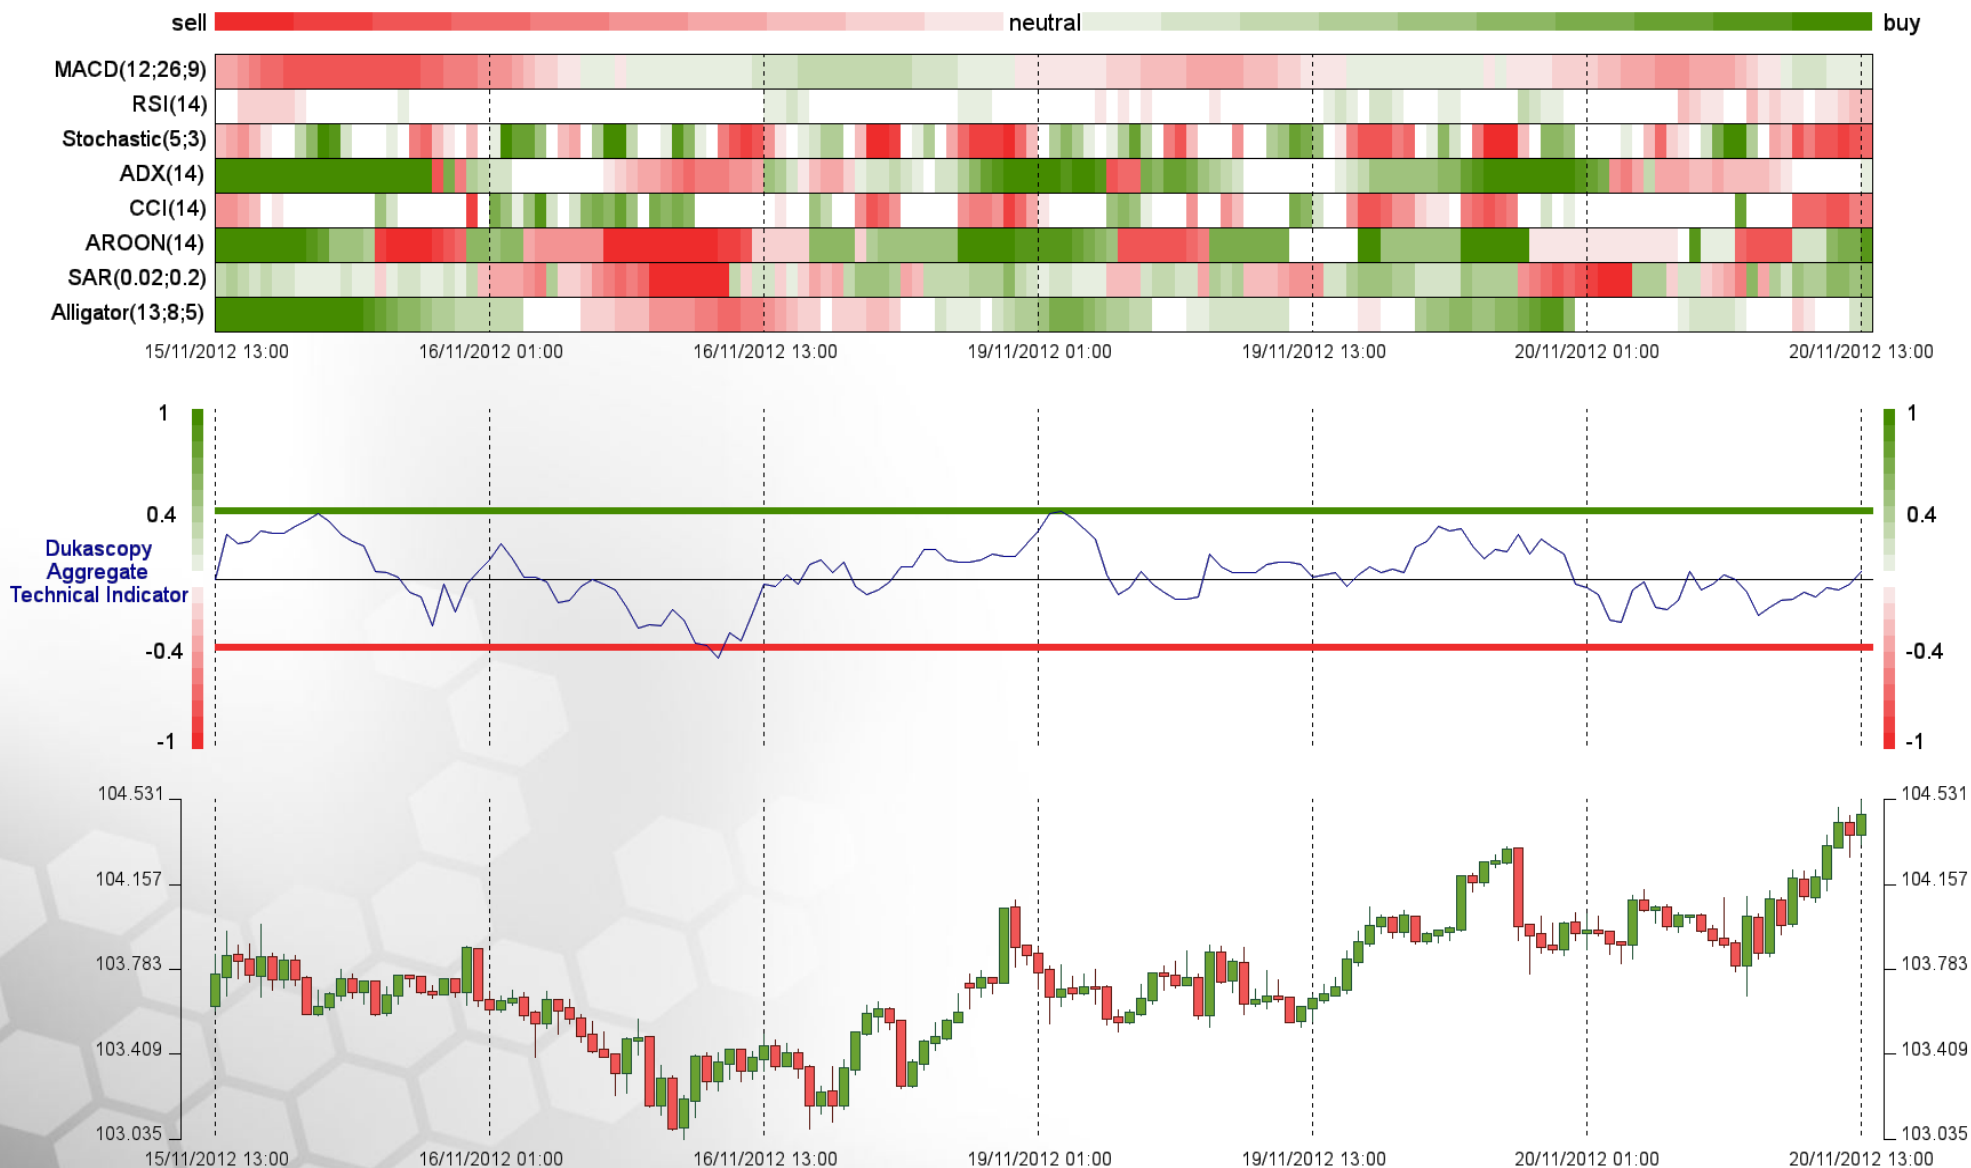 sell neutral buy
MACD(12;26;9)
RSI(14)
Stochastic(5;3)
ADX(14)
CCI(14)
AROON(14)
SAR(0.02;0.2)
Alligator(13;8;5)
15/11/2012 13:00 16/11/2012 01:00 16/11/2012 13:00 19/11/2012 01:00 19/11/2012 13:00 20/11/2012 01:00 20/11/2012 13:00
1 1
0.4 0.4
Dukascopy
Aggregate
Technical Indicator
-0.4 -0.4
-1 -1
104.531 104.531
104.157 104.157
103.783 103.783
103.409 103.409
103.035 103.035
15/11/2012 13:00 16/11/2012 01:00 16/11/2012 13:00 19/11/2012 01:00 19/11/2012 13:00 20/11/2012 01:00 20/11/2012 13:00